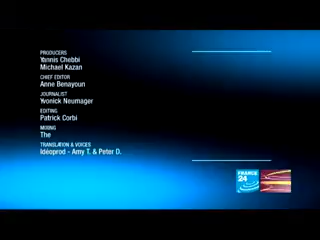 PRODUCERS
Yannis Chebbi
Michael Kazan
CHIEF EDITOR
Anne Benayoun
JOURNALIST
Yvonick Neumager
EDITING
Patrick Corbi
MIXING
The
TRANSLATION & VOICES
Idéoprod - Amy T. & Peter D.
FRANCE
24